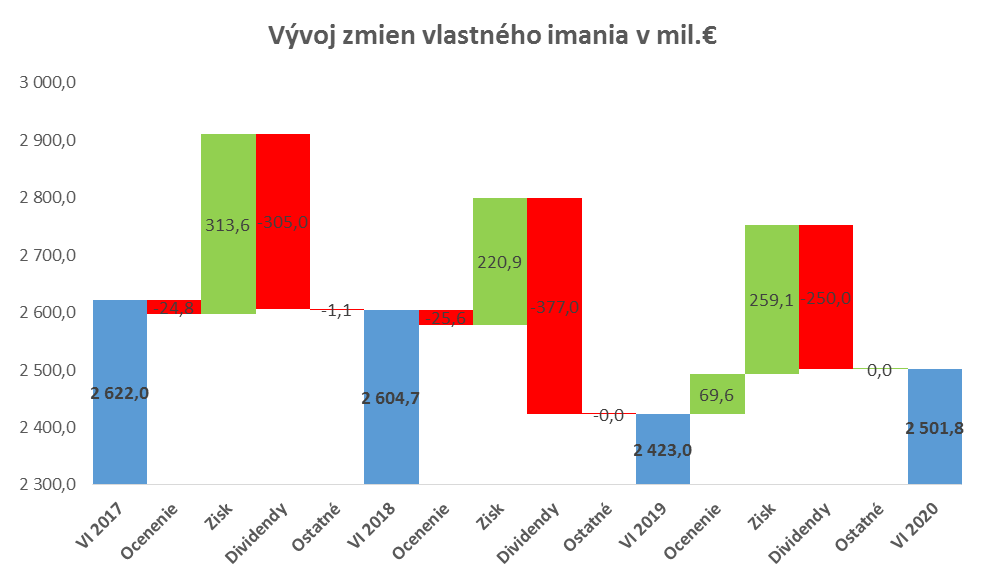 Vývoj zmien vlastného imania v mil.€
3 000,0
2 900,0
2 800,0
2 700,0
2 600,0
2 500,0
2 400,0
2 300,0
2 622,0
-24,8
313,6
-305,0
-1,1
2 604,7
-25,6
220,9
-377,0
-0,0
2 423,0
69,6
259,1
-250,0
0,0
2 501,8
VI 2017
Ocenenie
Zisk
Dividendy
Ostatné
VI 2018
Ocenenie
Zisk
Dividendy
Ostatné
VI 2019
Ocenenie
Zisk
Dividendy
Ostatné
VI 2020